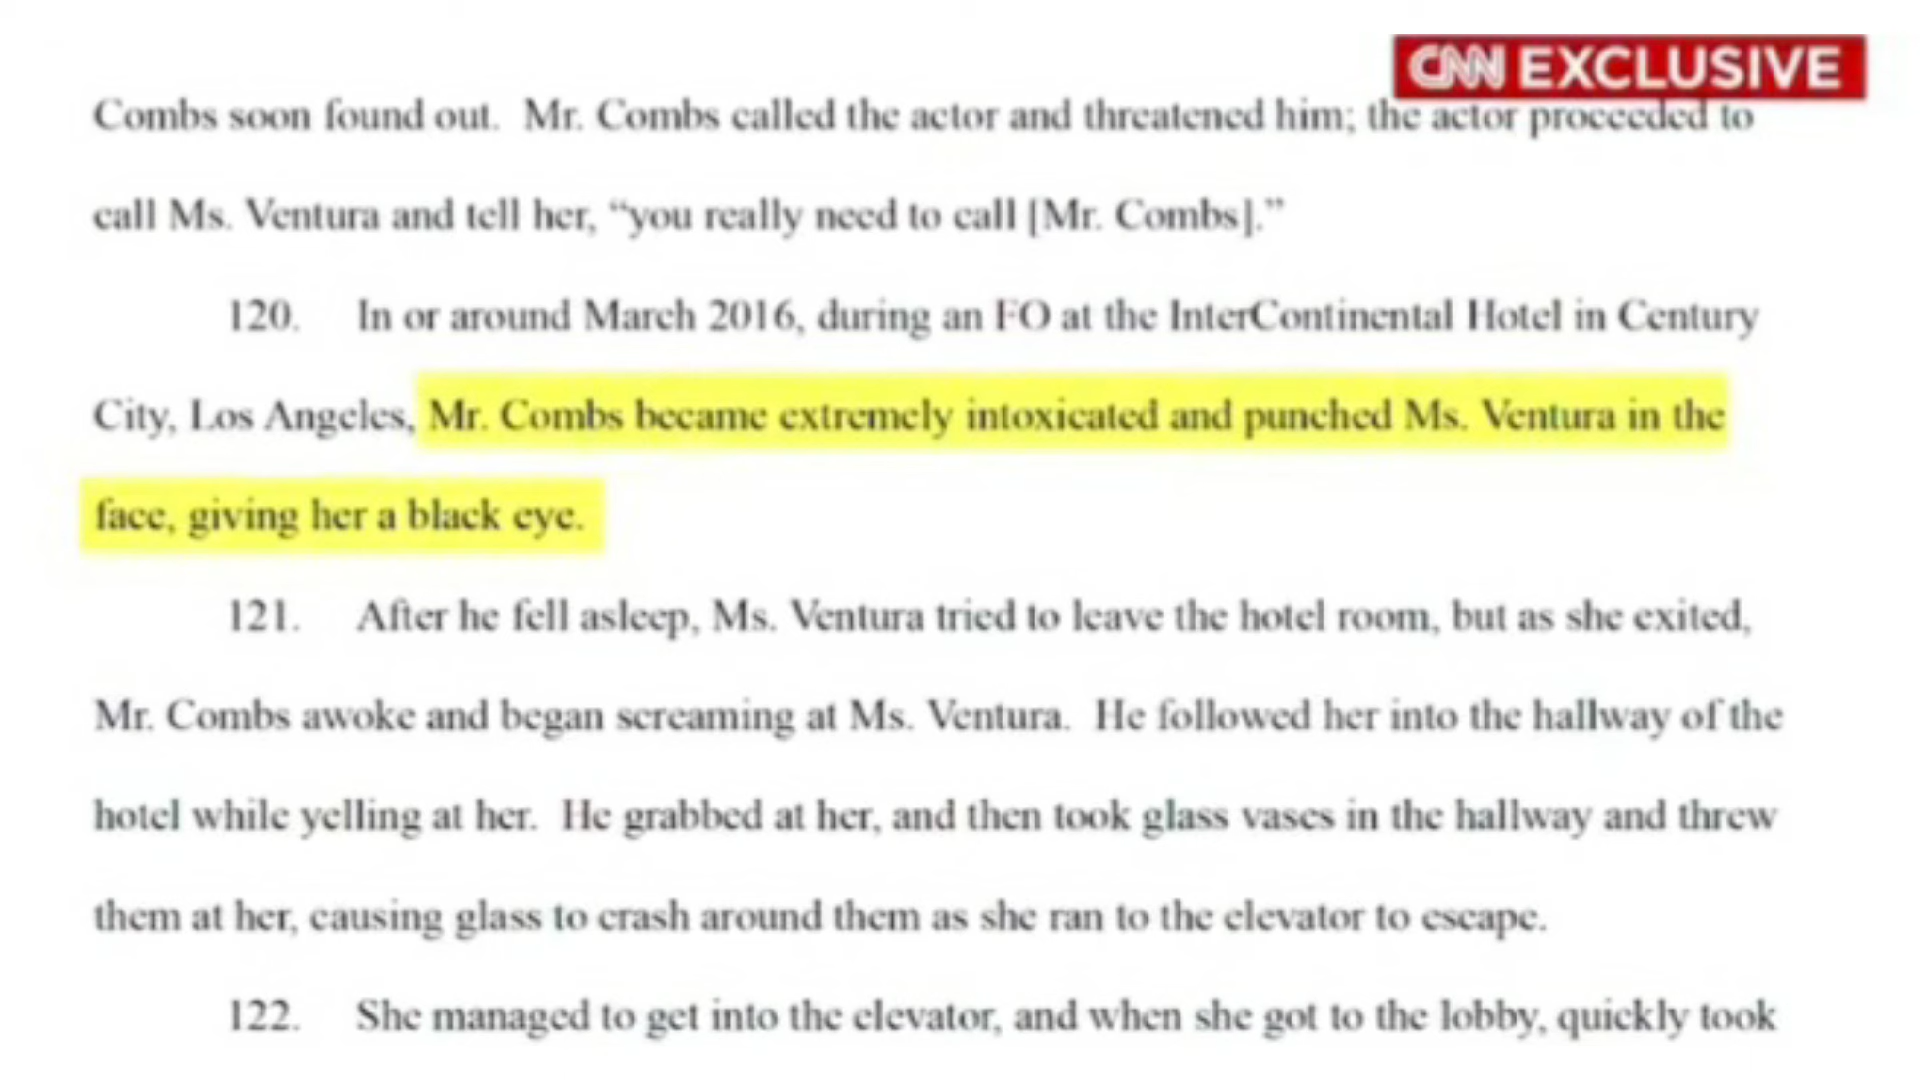 CNN EXCLUSIVE
Combs soon found out. Mr. Combs called the actor and threatened him; the actor proceeded to
call Ms. Ventura and tell her, “you really need to call [Mr. Combs].”
120. In or around March 2016, during an FO at the InterContinental Hotel in Century
City, Los Angeles, Mr. Combs became extremely intoxicated and punched Ms. Ventura in the
face, giving her a black eye.
121. After he fell asleep, Ms. Ventura tried to leave the hotel room, but as she exited,
Mr. Combs awoke and began screaming at Ms. Ventura. He followed her into the hallway of the
hotel while yelling at her. He grabbed at her, and then took glass vases in the hallway and threw
them at her, causing glass to crash around them as she ran to the elevator to escape.
122. She managed to get into the elevator, and when she got to the lobby, quickly took